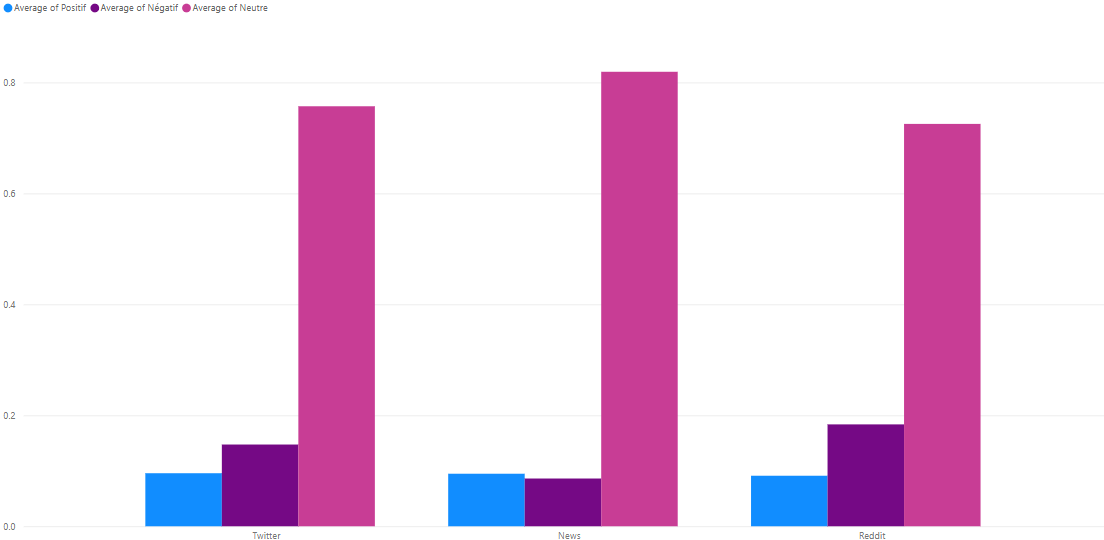 Average of Positif Average of Négatif Average of Neutre
0.8
0.6
0.4
0.2
0.0
Twitter News Reddit